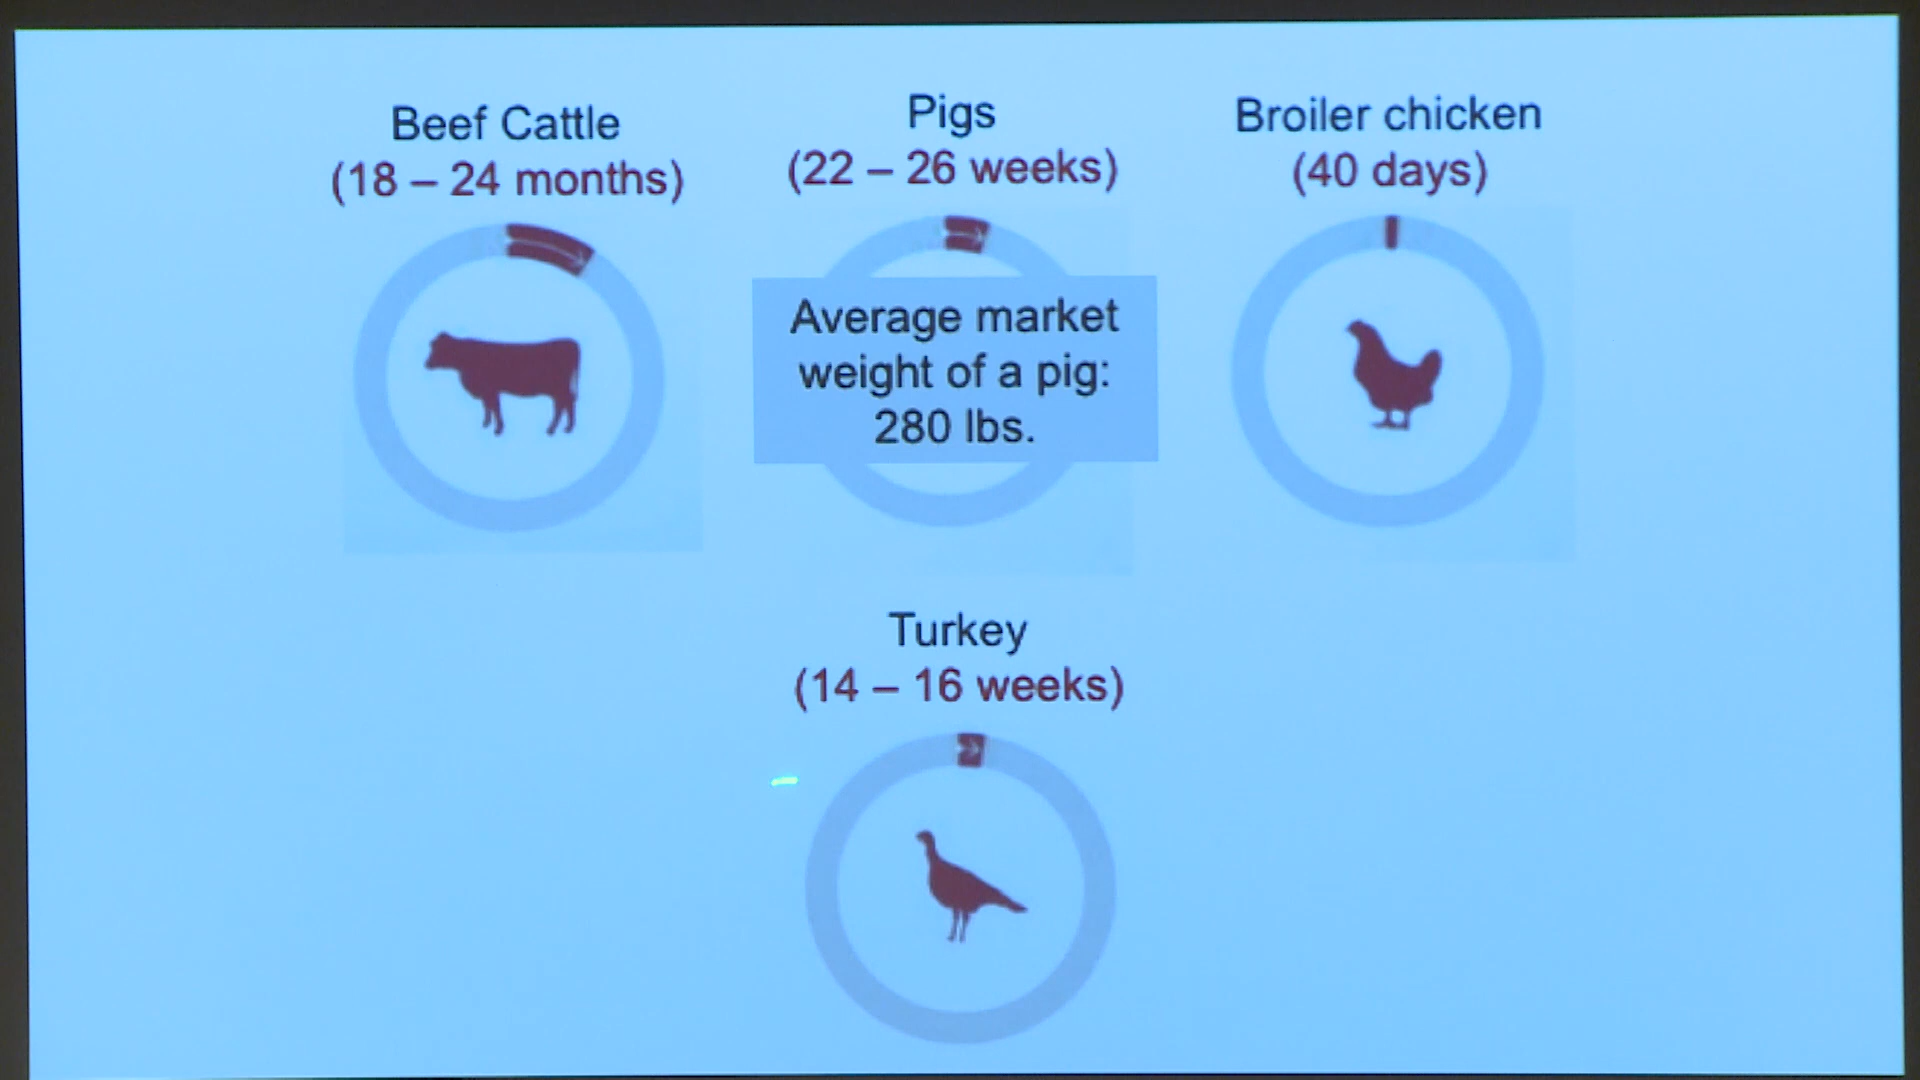 Beef Cattle
(18 – 24 months)
Pigs
(22 – 26 weeks)
Broiler chicken
(40 days)
Average market
weight of a pig:
280 lbs.
Turkey
(14 – 16 weeks)